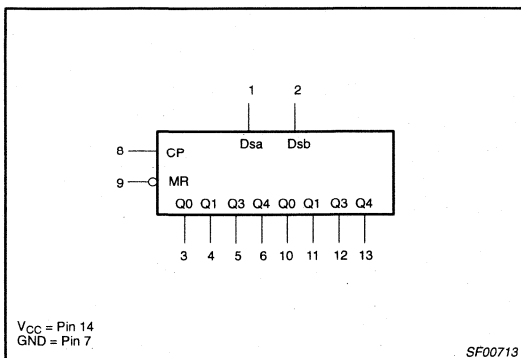 1 2
Dsa Dsb
8 CP
9 MR
Q0 Q1 Q3 Q4 Q0 Q1 Q3 Q4
3 4 5 6 10 11 12 13
VCC = Pin 14
GND = Pin 7
SF00713